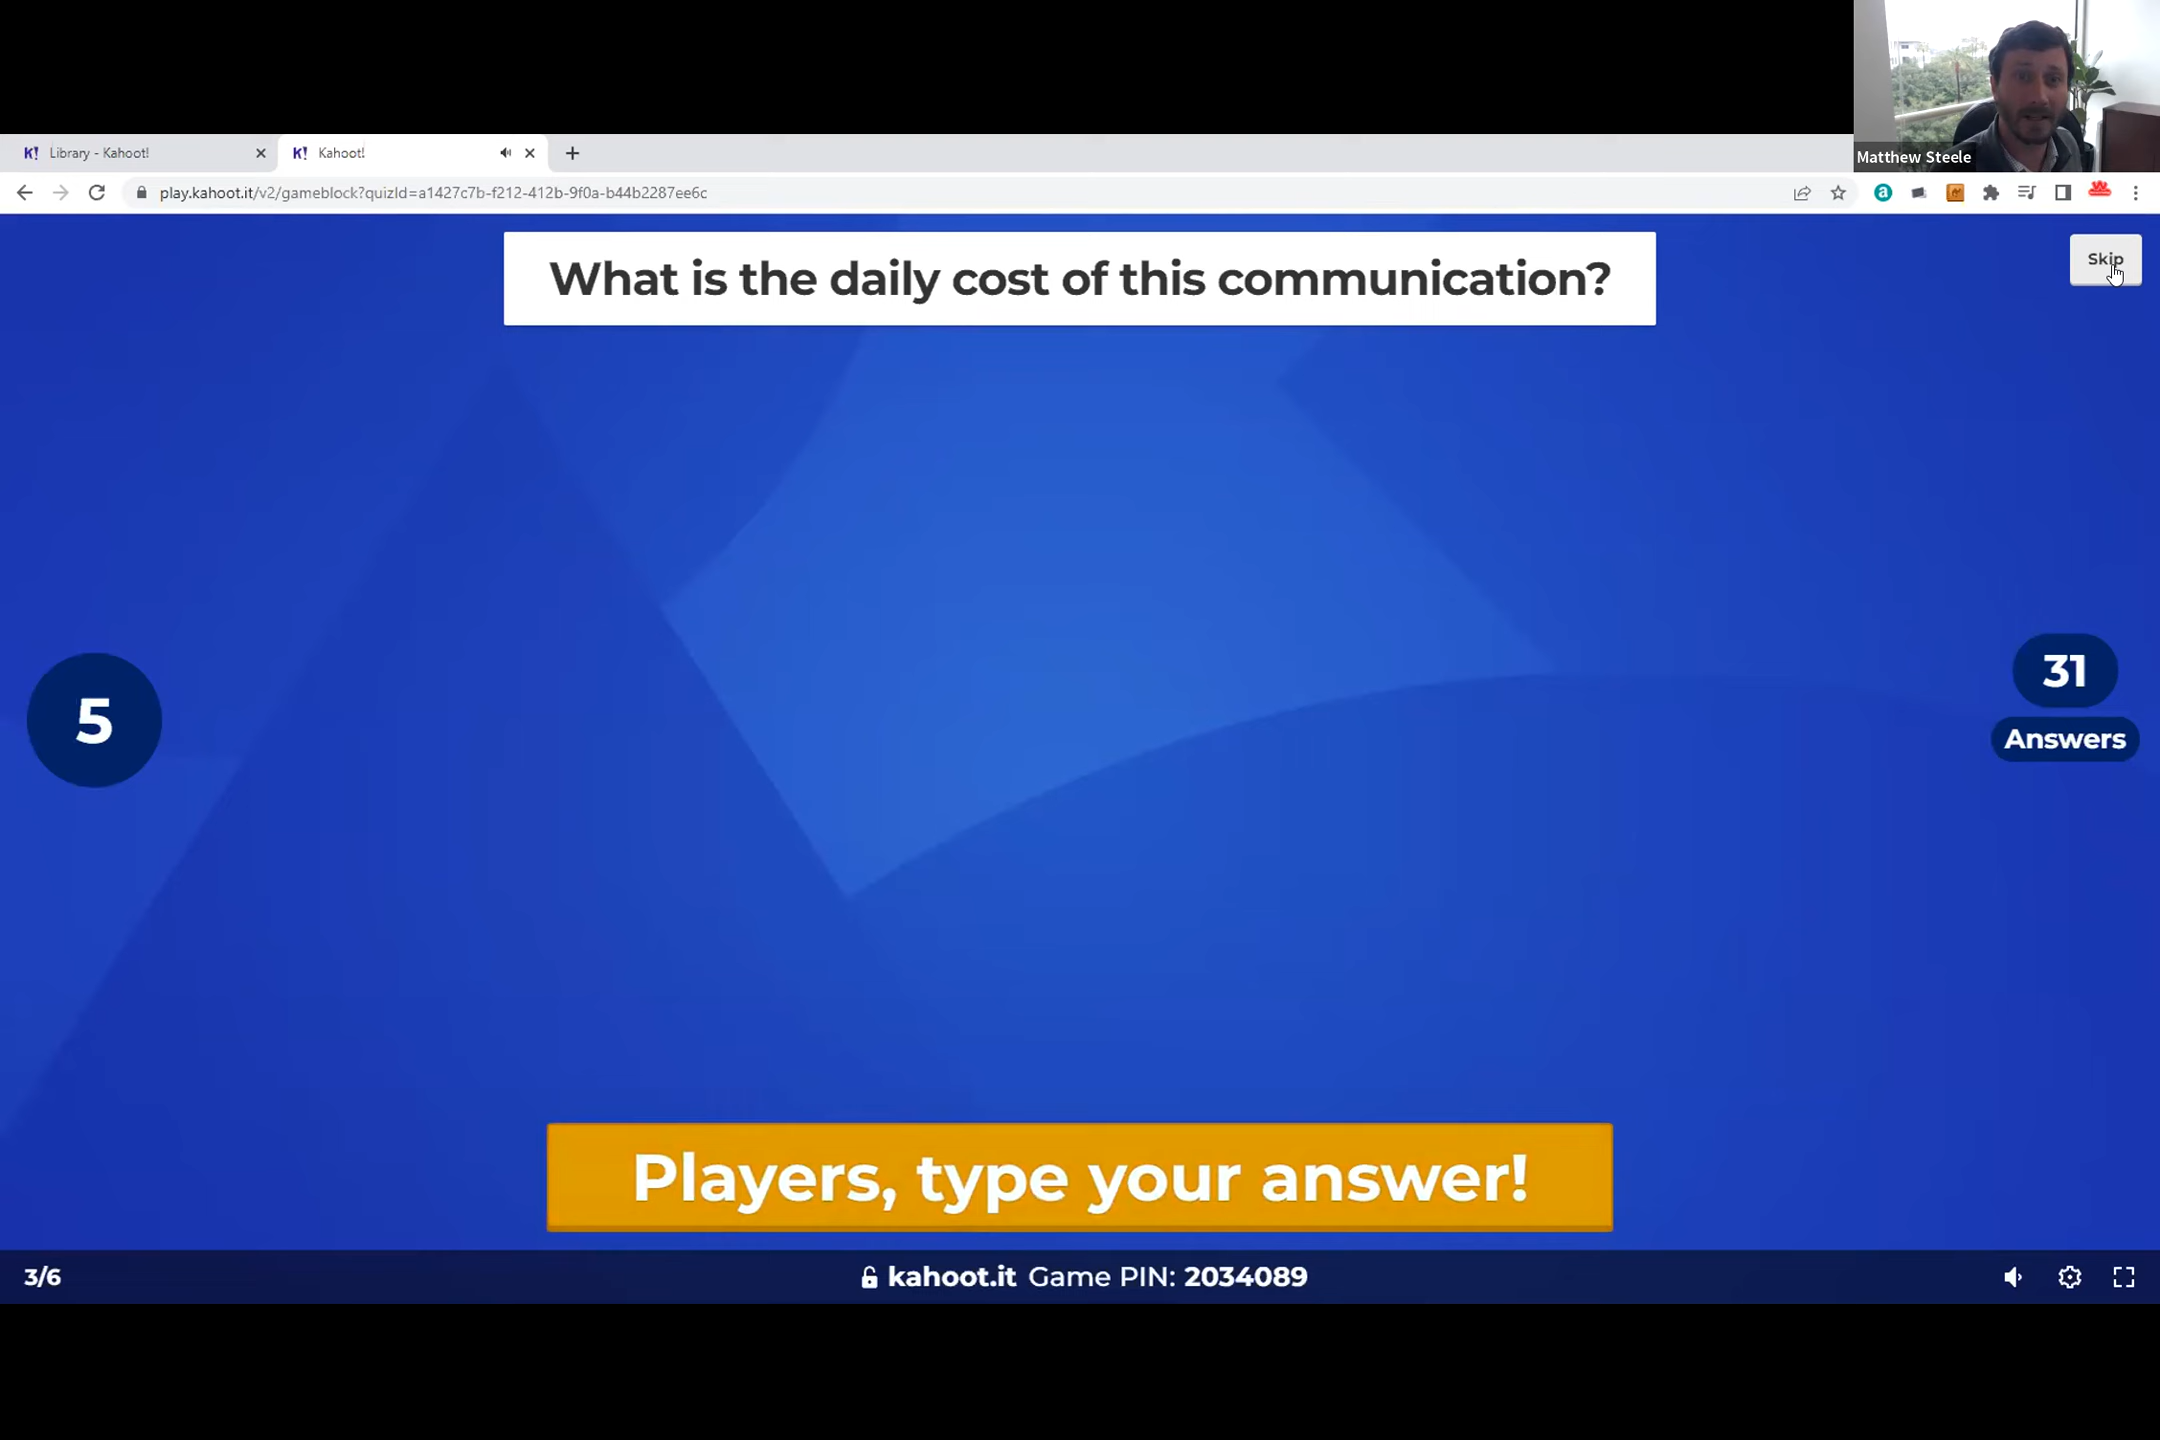 Matthew Steele
K! Library - Kahoot!
K! Kahoot!
play.kahoot.it/v2/gameblock?quizId=a1427c7b-f212-412b-9f0a-b44b2287ee6c
a
What is the daily cost of this communication?
Skip
5
31
Answers
Players, type your answer!
3/6
kahoot.it Game PIN: 2034089